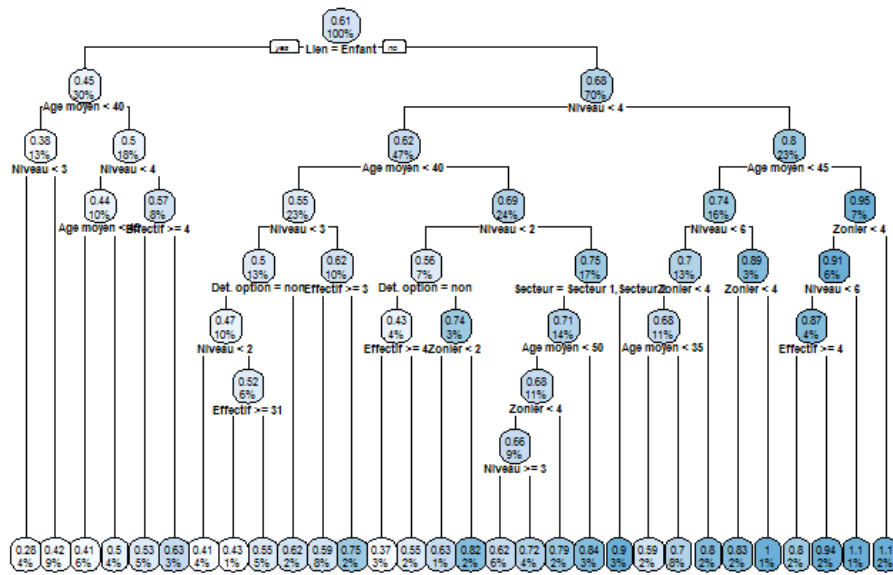 0.61
100%
yes Lien = Enfant no
0.45
30%
0.68
70%
Age moyen < 40
Niveau < 4
0.38
13%
0.5
18%
0.62
47%
0.8
23%
Niveau < 3
Niveau < 4
Age moyen < 40
Age moyen < 45
0.44
10%
0.57
8%
0.55
23%
0.69
24%
0.74
16%
0.95
7%
Age moyen
Effectif >= 4
Niveau < 3
Niveau < 2
Niveau < 6
Zonier < 4
0.5
13%
0.62
10%
0.56
7%
0.75
17%
0.7
13%
0.89
3%
0.91
6%
Det. option = non
Effectif >= 3
Det. option = non
Secteur = Secteur 1,
Zonier < 4
Zonier < 4
Niveau < 6
0.47
10%
0.43
4%
0.74
3%
0.71
14%
0.68
11%
0.87
4%
Niveau < 2
Effectif >= 4
Zonier < 2
Age moyen < 50
Age moyen < 35
Effectif >= 4
0.52
6%
0.68
11%
Effectif >= 31
Zonier < 4
0.66
9%
Niveau >= 3
0.28 0.42 0.41 0.5 0.53 0.63 0.41 0.43 0.55 0.62 0.59 0.75 0.37 0.55 0.63 0.82 0.62 0.72 0.79 0.84 0.9 0.59 0.7 0.8 0.83 1 0.8 0.94 1.1 1.1
4% 9% 6% 4% 5% 3% 4% 1% 5% 2% 8% 2% 3% 2% 1% 2% 6% 4% 2% 3% 3% 2% 8% 2% 2% 1% 2% 2% 1% 2%